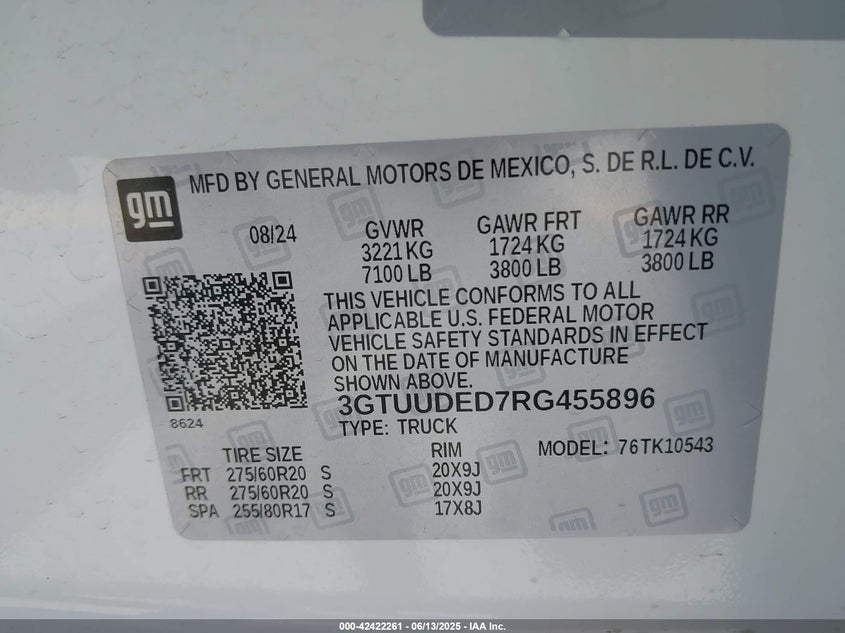 gm
MFD BY GENERAL MOTORS DE MEXICO, S. DE R.L. DE C.V.
08/24 GVWR GAWR FRT GAWR RR
3221 KG 1724 KG 1724 KG
7100 LB 3800 LB 3800 LB
THIS VEHICLE CONFORMS TO ALL
APPLICABLE U.S. FEDERAL MOTOR
VEHICLE SAFETY STANDARDS IN EFFECT
ON THE DATE OF MANUFACTURE
SHOWN ABOVE.
3GTUUDED7RG455896
8624
TYPE: TRUCK
TIRE SIZE RIM MODEL: 76TK10543
FRT 275/60R20 S 20X9J
RR 275/60R20 S 20X9J
SPA 255/80R17 S 17X8J
000-42422261 - 06/13/2025 - IAA Inc.